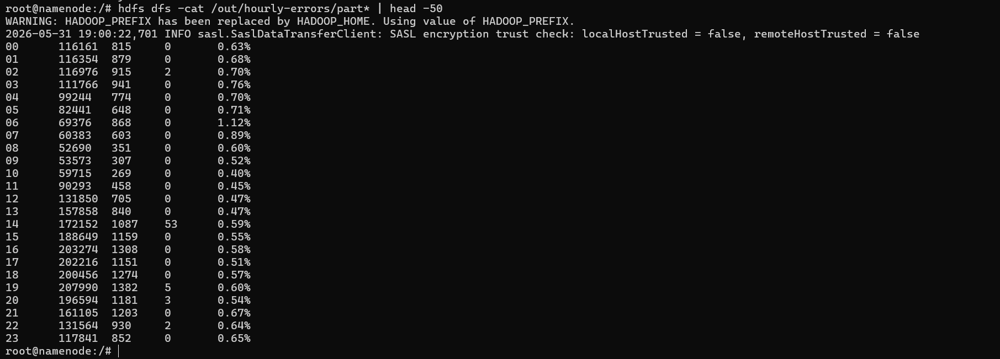 root@namenode:/# hdfs dfs -cat /out/hourly-errors/part* | head -50
WARNING: HADOOP_PREFIX has been replaced by HADOOP_HOME. Using value of HADOOP_PREFIX.
2026-05-31 19:00:22,701 INFO sasl.SaslDataTransferClient: SASL encryption trust check: localHostTrusted = false, remoteHostTrusted = false
00      116161  815     0       0.63%
01      116354  879     0       0.68%
02      116976  915     2       0.70%
03      111766  941     0       0.76%
04      99244   774     0       0.70%
05      82441   648     0       0.71%
06      69376   868     0       1.12%
07      60383   603     0       0.89%
08      52690   351     0       0.60%
09      53573   307     0       0.52%
10      59715   269     0       0.40%
11      90293   458     0       0.45%
12      131850  705     0       0.47%
13      157858  840     0       0.47%
14      172152  1087    53      0.59%
15      188649  1159    0       0.55%
16      203274  1308    0       0.58%
17      202216  1151    0       0.51%
18      200456  1274    0       0.57%
19      207990  1382    5       0.60%
20      196594  1181    3       0.54%
21      161105  1203    0       0.67%
22      131564  930     2       0.64%
23      117841  852     0       0.65%
root@namenode:/#